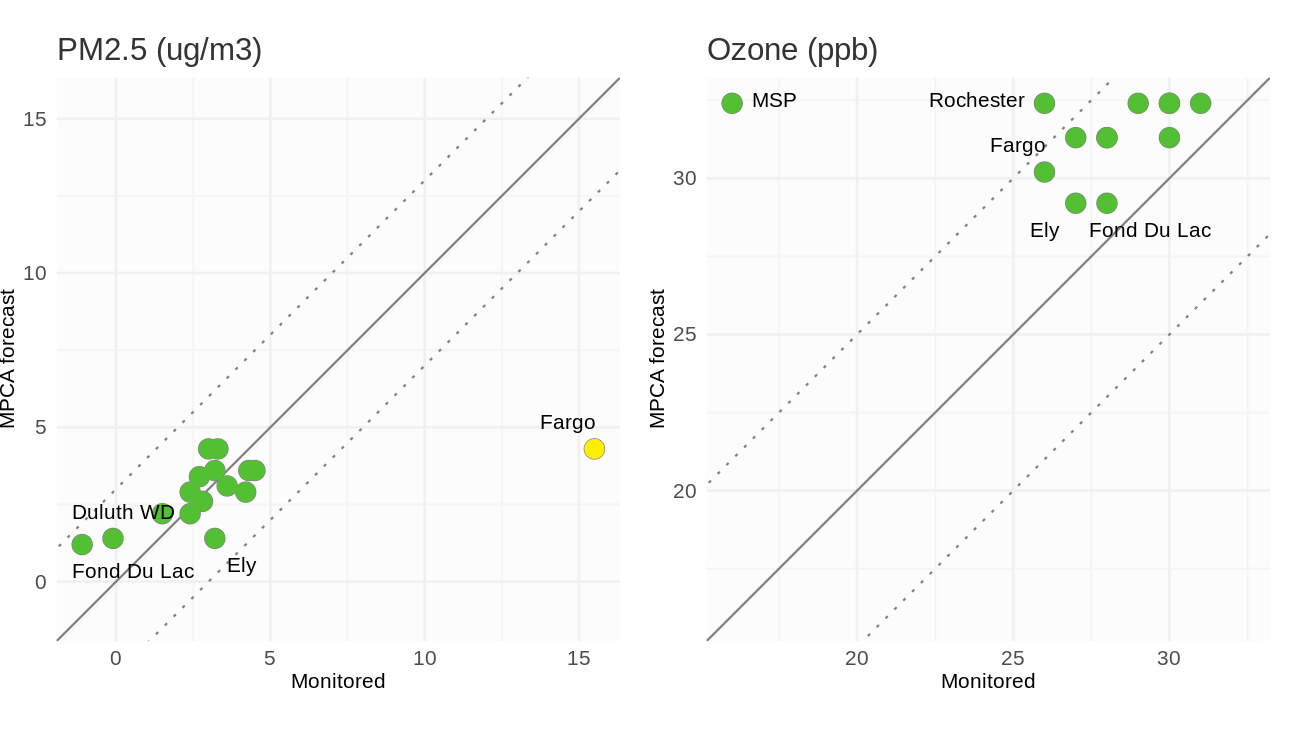 PM2.5 (ug/m3)
15
10
5
0
MPCA forecast
Fargo
Duluth WD
Ely
Fond Du Lac
0
5
10
15
Monitored
Ozone (ppb)
30
25
20
MPCA forecast
MSP
Rochester
Fargo
Ely
Fond Du Lac
20
25
30
Monitored